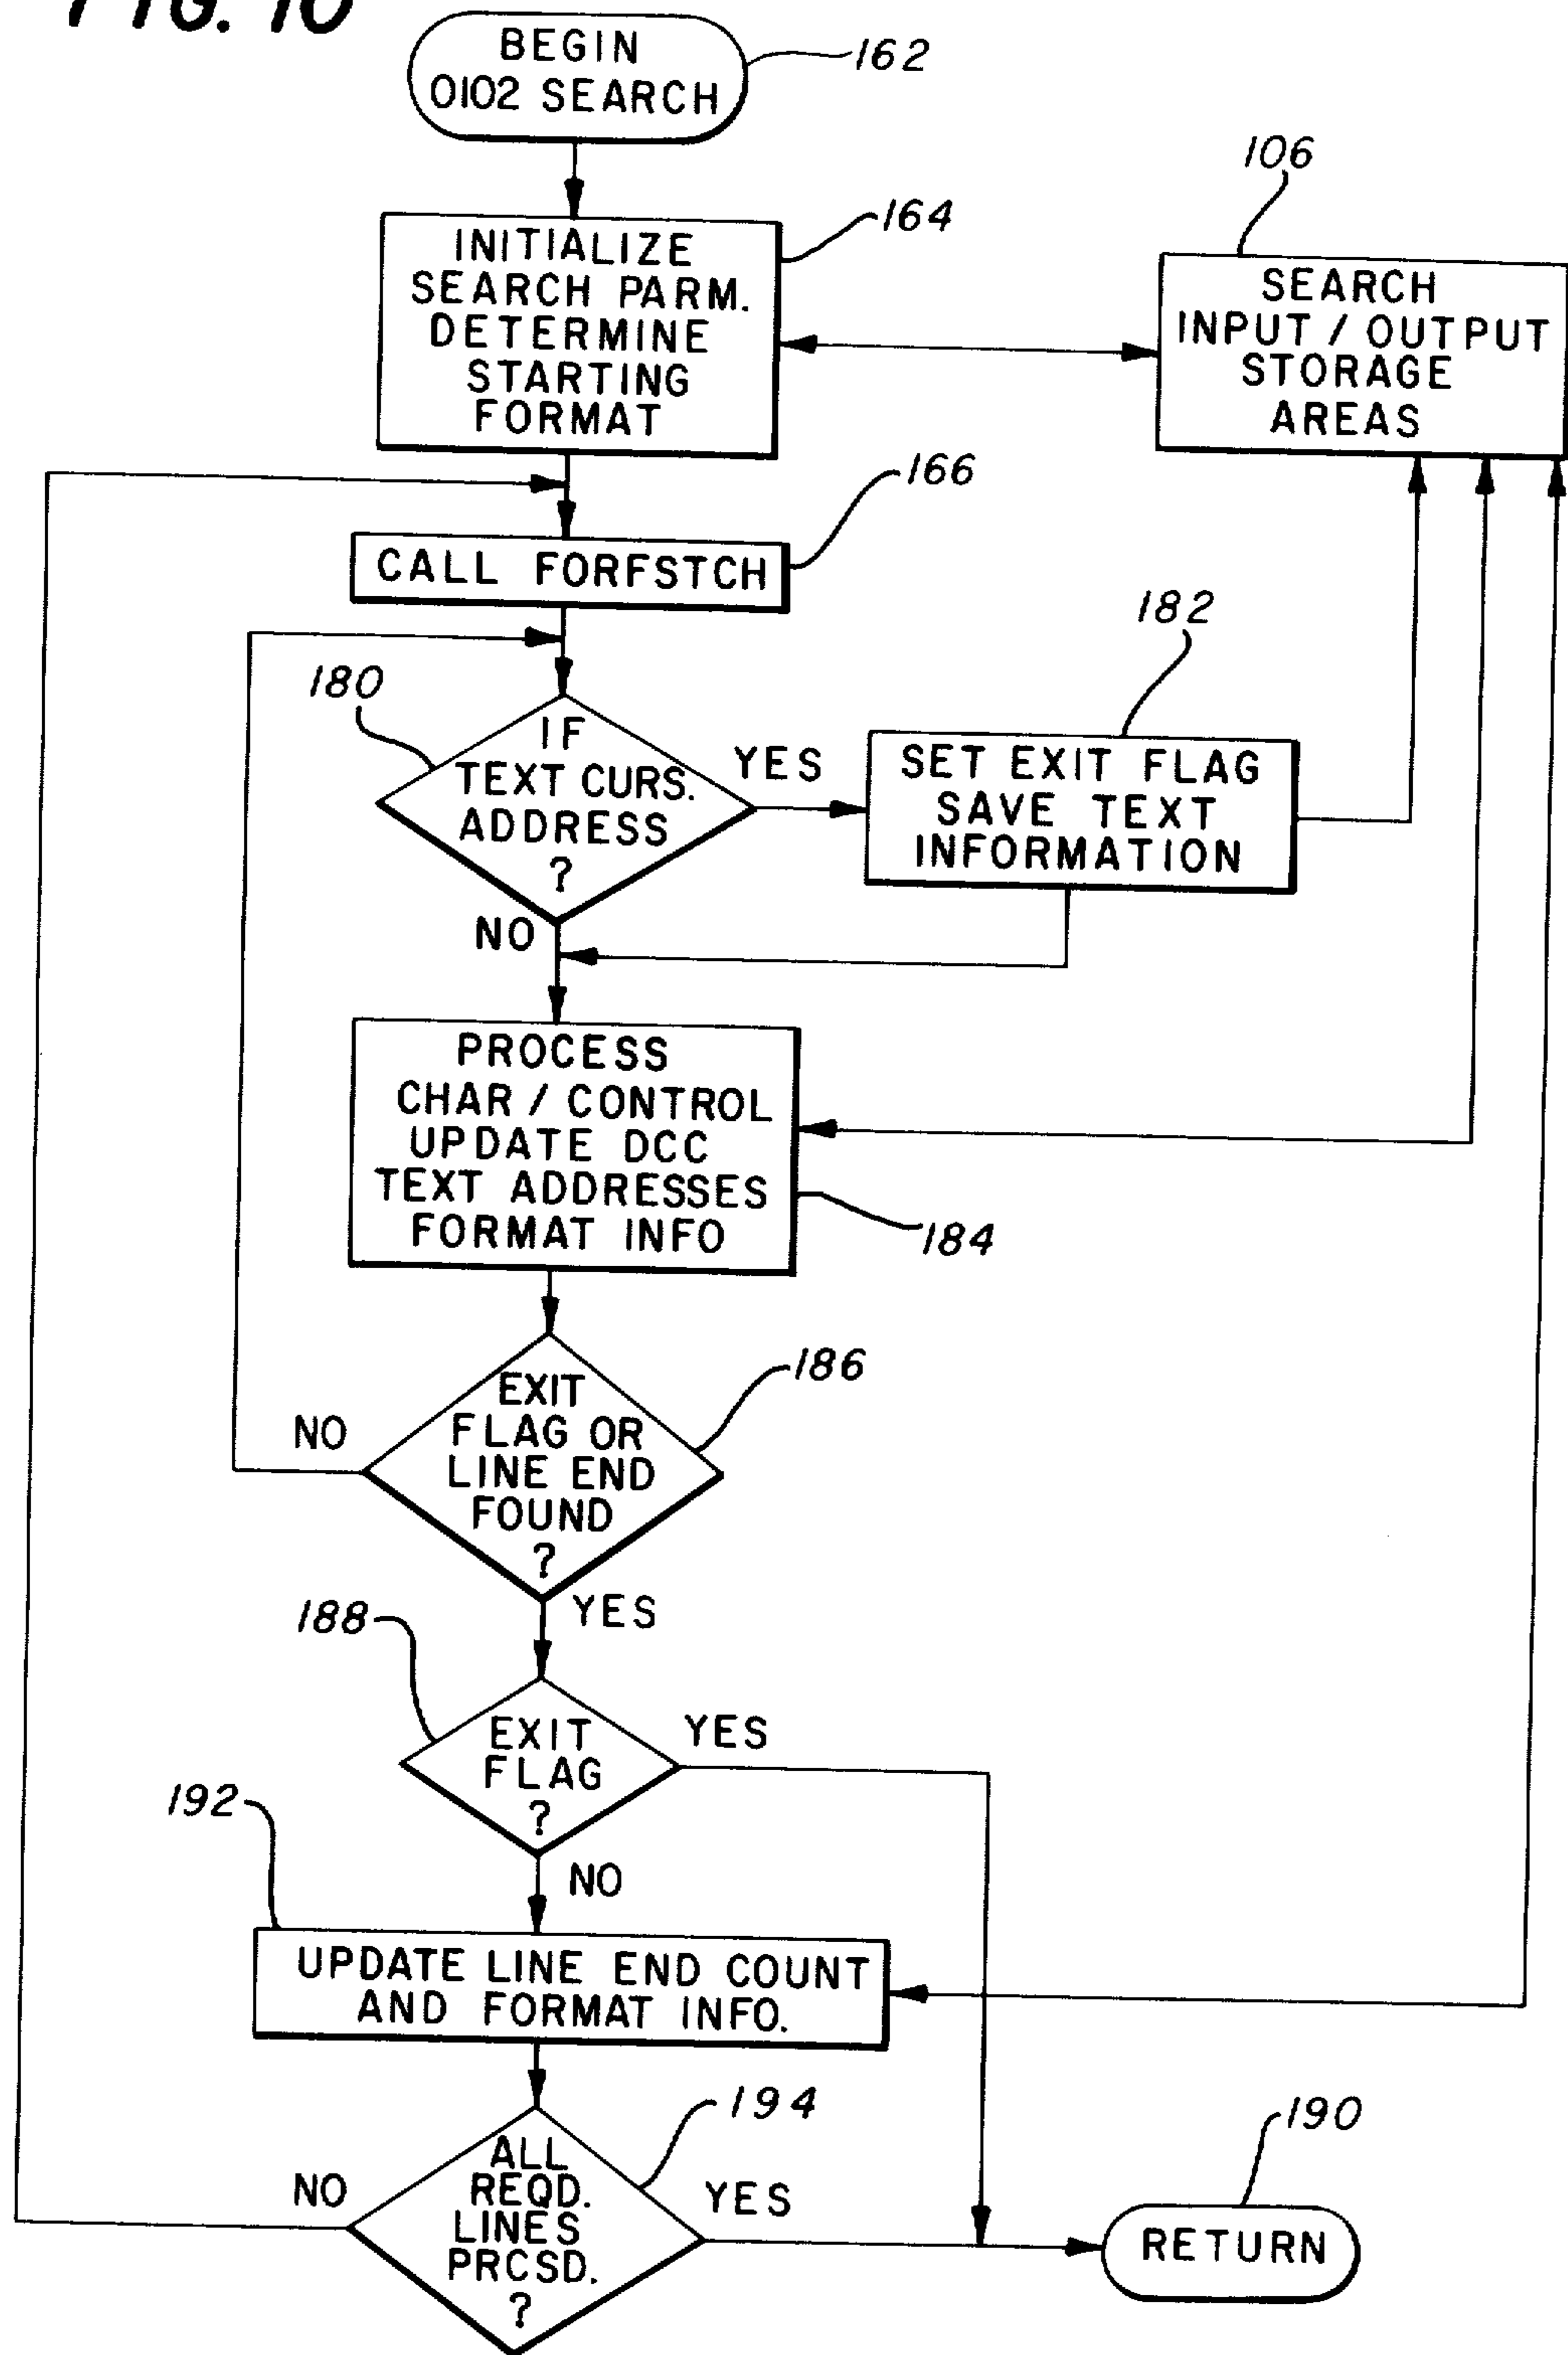 FIG. 10
BEGIN
0102 SEARCH
162
INITIALIZE
SEARCH PARM.
DETERMINE
STARTING
FORMAT
164
106
SEARCH
INPUT / OUTPUT
STORAGE
AREAS
CALL FORFSTCH
166
180
IF
TEXT CURS.
ADDRESS
?
YES
NO
182
SET EXIT FLAG
SAVE TEXT
INFORMATION
PROCESS
CHAR / CONTROL
UPDATE DCC
TEXT ADDRESSES
FORMAT INFO
184
EXIT
FLAG OR
LINE END
FOUND
?
186
NO
YES
188
EXIT
FLAG
?
YES
NO
192
UPDATE LINE END COUNT
AND FORMAT INFO.
ALL
REQD.
LINES
PRCSD.
?
194
NO
YES
190
RETURN